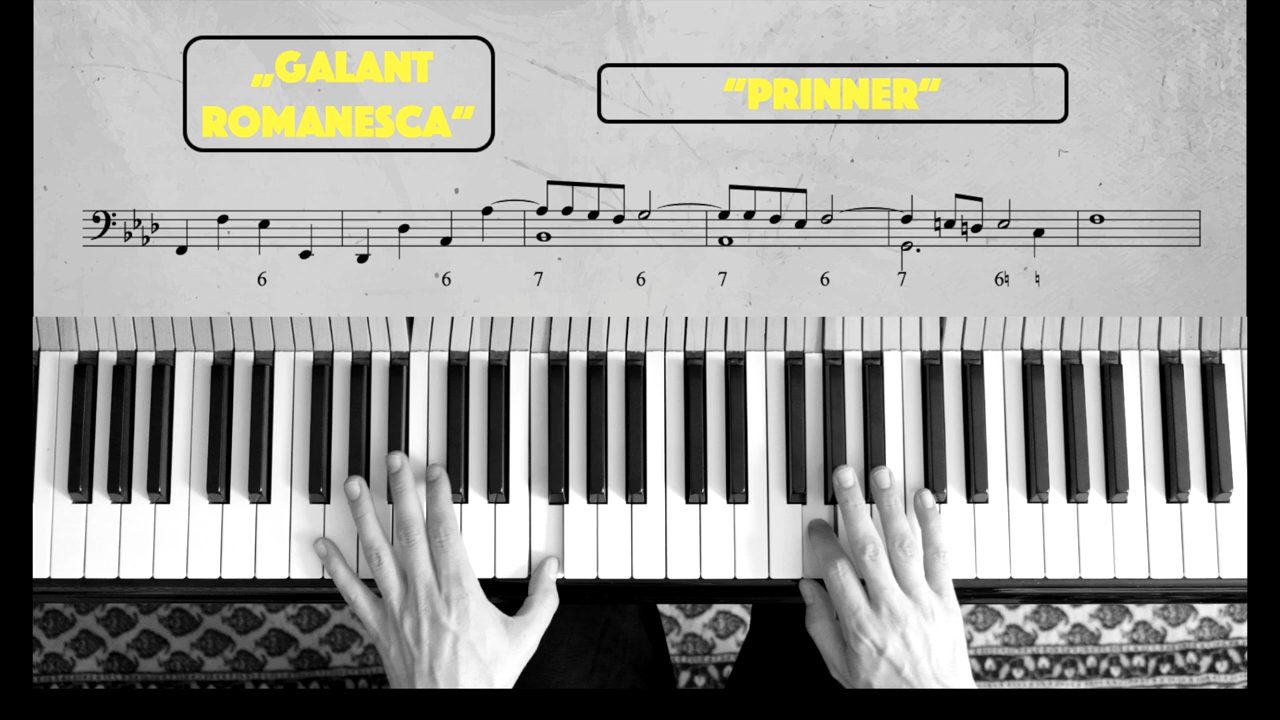 „GALANT
ROMANESCA“
“PRINNER”
6 6 7 6 7 6 7 6♮ ♮